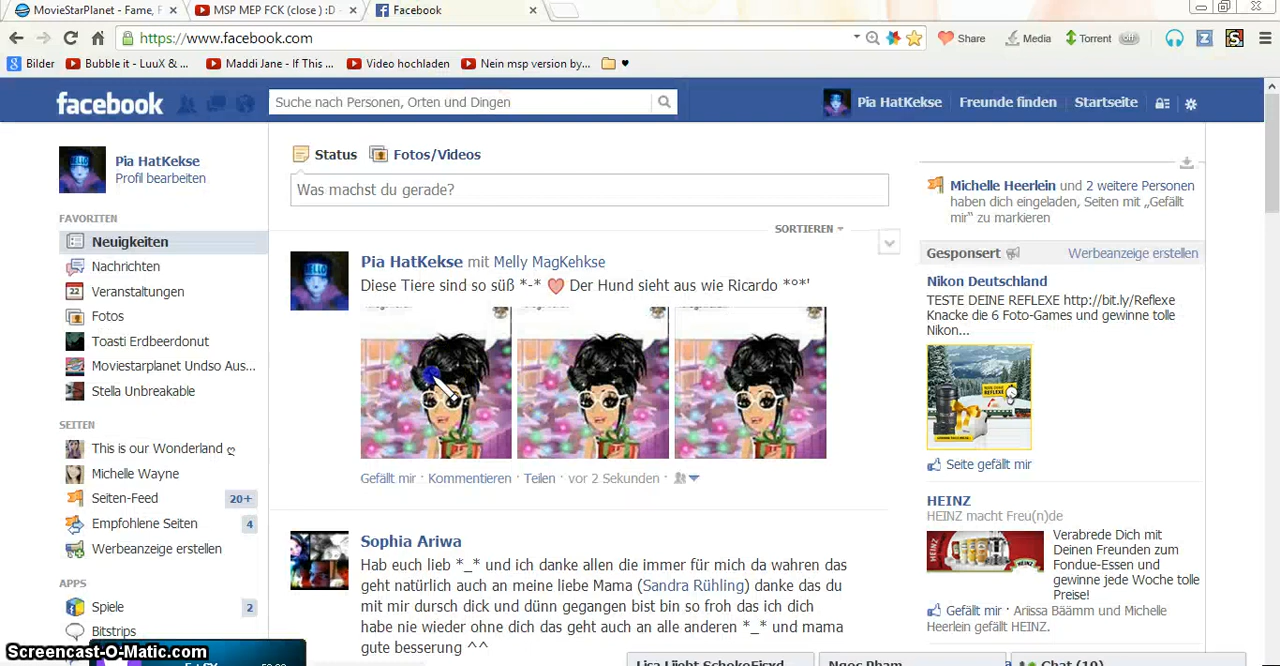 MovieStarPlanet - Fame, F
MSP MEP FCK (close ) :D
Facebook
https://www.facebook.com
Share
Media
Torrent
off
Bilder
Bubble it - LuuX & ...
Maddi Jane - If This ...
Video hochladen
Nein msp version by...
facebook
Suche nach Personen, Orten und Dingen
Pia HatKekse
Freunde finden
Startseite
Pia HatKekse
Profil bearbeiten
FAVORITEN
Neuigkeiten
Nachrichten
Veranstaltungen
Fotos
Toasti Erdbeerdonut
Moviestarplanet Undso Aus...
Stella Unbreakable
SEITEN
This is our Wonderland ღ
Michelle Wayne
Seiten-Feed 20+
Empfohlene Seiten 4
Werbeanzeige erstellen
APPS
Spiele 2
Bitstrips
Status
Fotos/Videos
Was machst du gerade?
SORTIEREN
Pia HatKekse mit Melly MagKehkse
Diese Tiere sind so süß *-* ♥ Der Hund sieht aus wie Ricardo *°*'
Gefällt mir · Kommentieren · Teilen · vor 2 Sekunden ·
Sophia Ariwa
Hab euch lieb *_* und ich danke allen die immer für mich da wahren das
geht natürlich auch an meine liebe Mama (Sandra Rühling) danke das du
mit mir dursch dick und dünn gegangen bist bin so froh das ich dich
habe nie wieder ohne dich das geht auch an alle anderen *_* und mama
gute besserung ^^
Michelle Heerlein und 2 weitere Personen
haben dich eingeladen, Seiten mit „Gefällt
mir“ zu markieren
Gesponsert
Werbeanzeige erstellen
Nikon Deutschland
TESTE DEINE REFLEXE http://bit.ly/Reflexe
Knacke die 6 Foto-Games und gewinne tolle
Nikon...
Seite gefällt mir
HEINZ
HEINZ macht Freu(n)de
Verabrede Dich mit
Deinen Freunden zum
Fondue-Essen und
gewinne jede Woche tolle
Preise!
Gefällt mir · Ariissa Bäämm und Michelle
Heerlein gefällt HEINZ.
Lisa Liiebt SchokoEisxd
Ngoc Pham
Chat (19)
Screencast-O-Matic.com